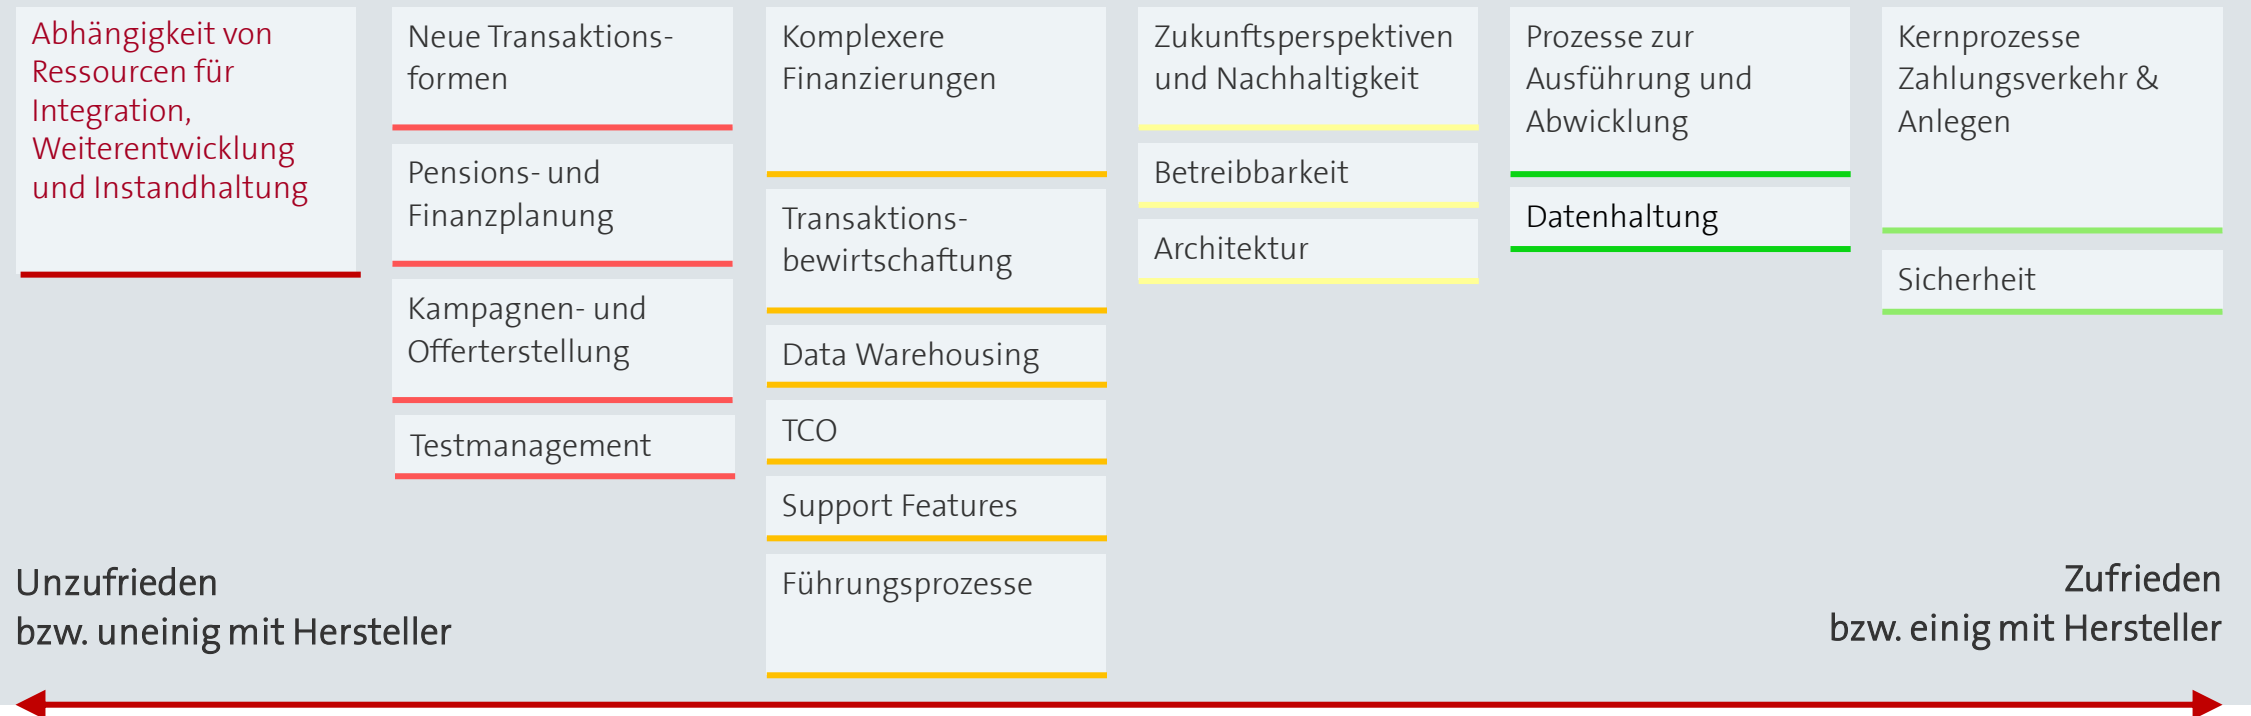 Abhängigkeit von
Ressourcen für
Integration,
Weiterentwicklung
und Instandhaltung
Neue Transaktions-
formen
Pensions- und
Finanzplanung
Kampagnen- und
Offerterstellung
Testmanagement
Komplexere
Finanzierungen
Transaktions-
bewirtschaftung
Data Warehousing
TCO
Support Features
Führungsprozesse
Zukunftsperspektiven
und Nachhaltigkeit
Betreibbarkeit
Architektur
Prozesse zur
Ausführung und
Abwicklung
Datenhaltung
Kernprozesse
Zahlungsverkehr &
Anlegen
Sicherheit
Unzufrieden
bzw. uneinig mit Hersteller
Zufrieden
bzw. einig mit Hersteller